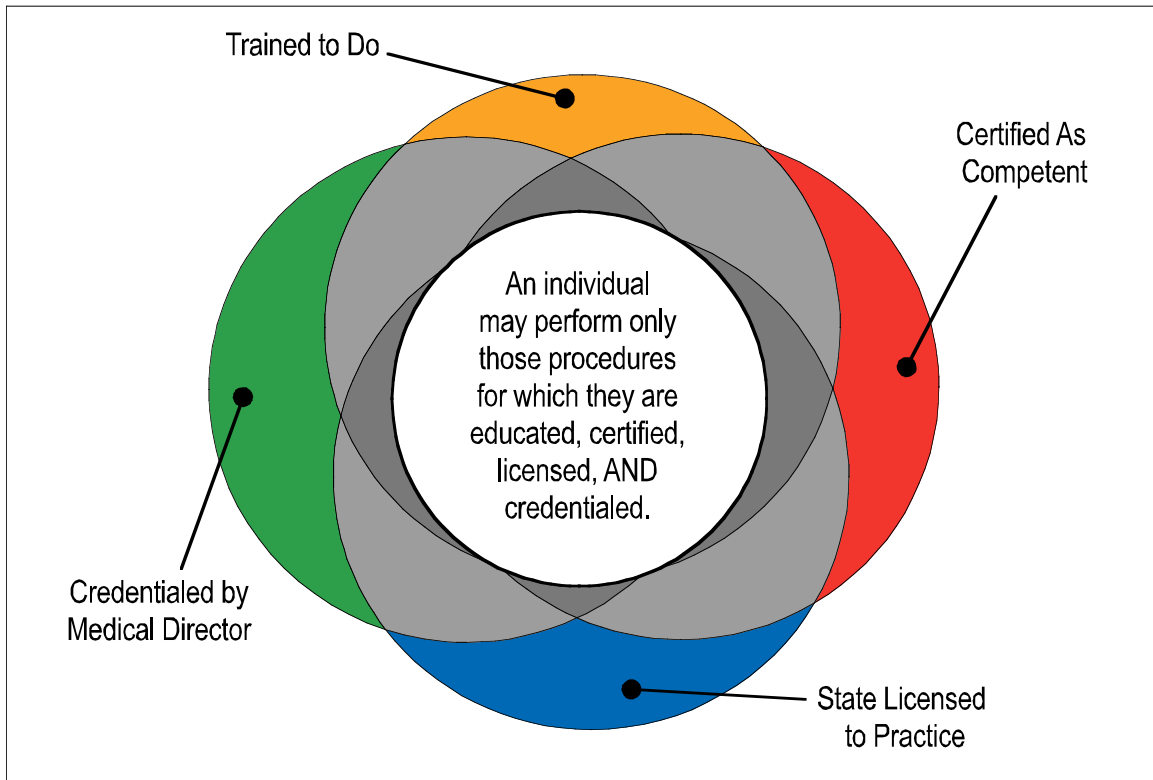 Trained to Do
Certified As
Competent
An individual
may perform only
those procedures
for which they are
educated, certified,
licensed, AND
credentialed.
Credentialed by
Medical Director
State Licensed
to Practice